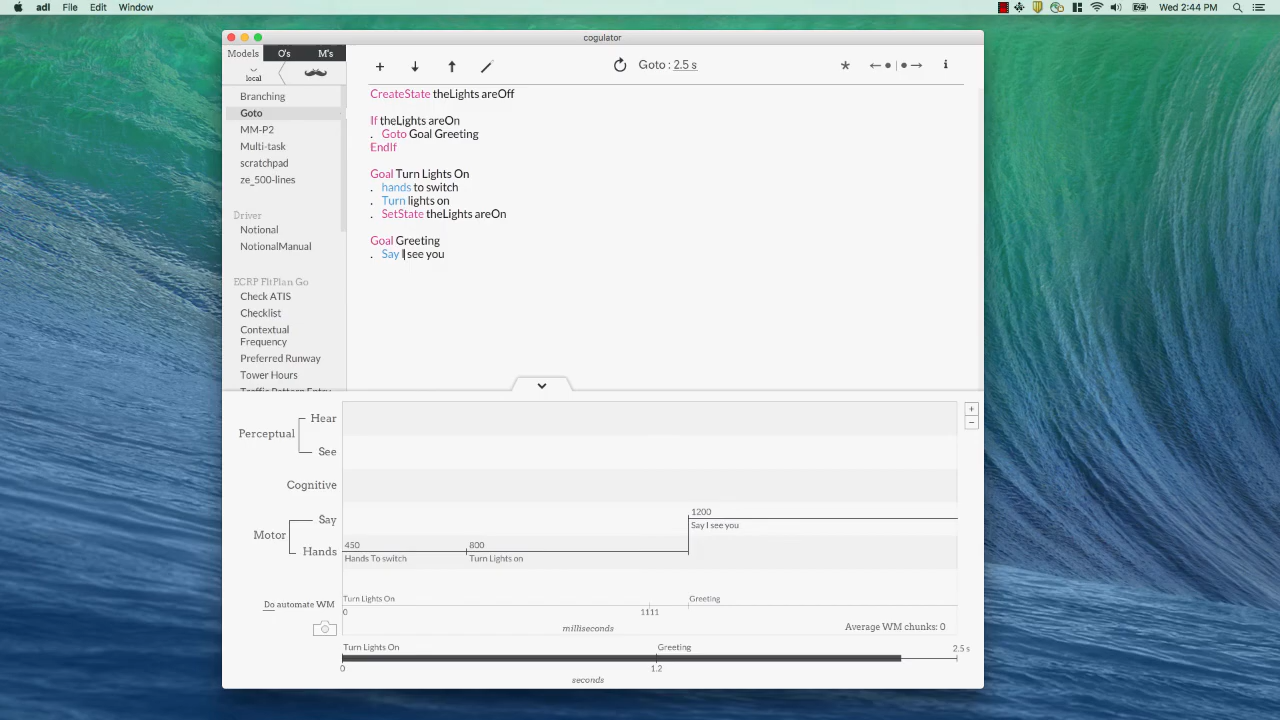 adl File Edit Window Wed 2:44 PM
cogulator
Models O's M's
local
+ Goto : 2.5 s * i
Branching
Goto
MM-P2
Multi-task
scratchpad
ze_500-lines
Driver
Notional
NotionalManual
ECRP FltPlan Go
Check ATIS
Checklist
Contextual
Frequency
Preferred Runway
Tower Hours
Traffic Pattern Entry
CreateState theLights areOff
If theLights areOn
. Goto Goal Greeting
EndIf
Goal Turn Lights On
. hands to switch
. Turn lights on
. SetState theLights areOn
Goal Greeting
. Say I see you
+
−
Perceptual
Hear
See
Cognitive
Motor
Say
Hands
1200
Say I see you
450
Hands To switch
800
Turn Lights on
Do automate WM
Turn Lights On Greeting
0 1111
milliseconds
Average WM chunks: 0
Turn Lights On Greeting 2.5 s
0 1.2
seconds